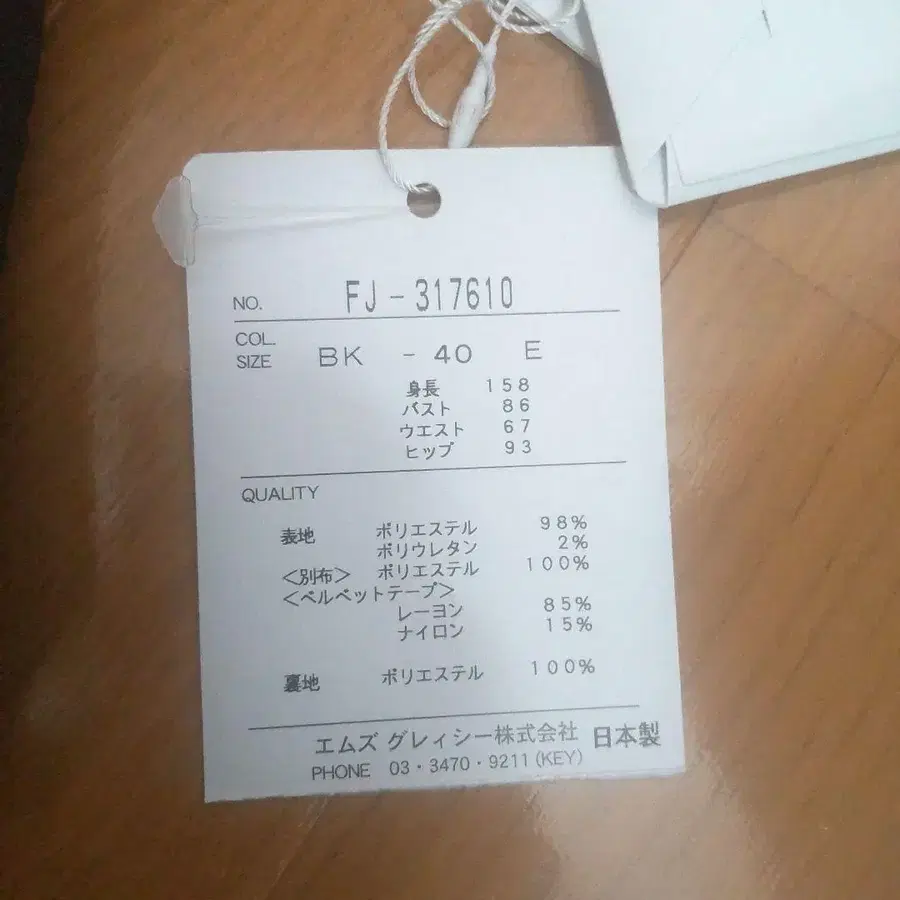 NO. FJ-317610
COL.
SIZE BK - 40 E
身長 158
バスト 86
ウエスト 67
ヒップ 93
QUALITY
表地 ポリエステル 98%
ポリウレタン 2%
<別布> ポリエステル 100%
<ベルベットテープ>
レーヨン 85%
ナイロン 15%
裏地 ポリエステル 100%
エムズ グレィシー株式会社 日本製
PHONE 03・3470・9211(KEY)